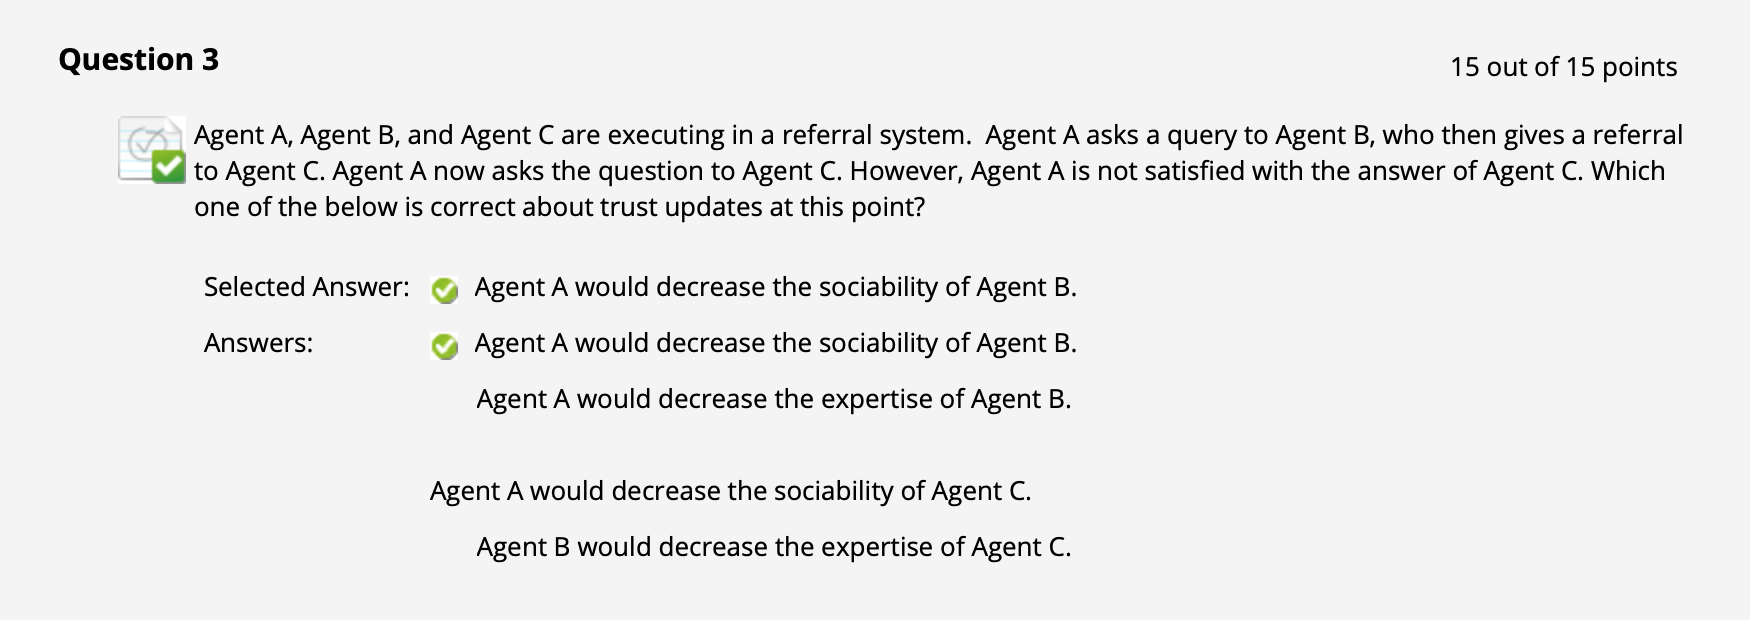 Question 3
15 out of 15 points
Agent A, Agent B, and Agent C are executing in a referral system.  Agent A asks a query to Agent B, who then gives a referral
to Agent C. Agent A now asks the question to Agent C. However, Agent A is not satisfied with the answer of Agent C. Which
one of the below is correct about trust updates at this point?
Selected Answer: Agent A would decrease the sociability of Agent B.
Answers: Agent A would decrease the sociability of Agent B.
Agent A would decrease the expertise of Agent B.
Agent A would decrease the sociability of Agent C.
Agent B would decrease the expertise of Agent C.